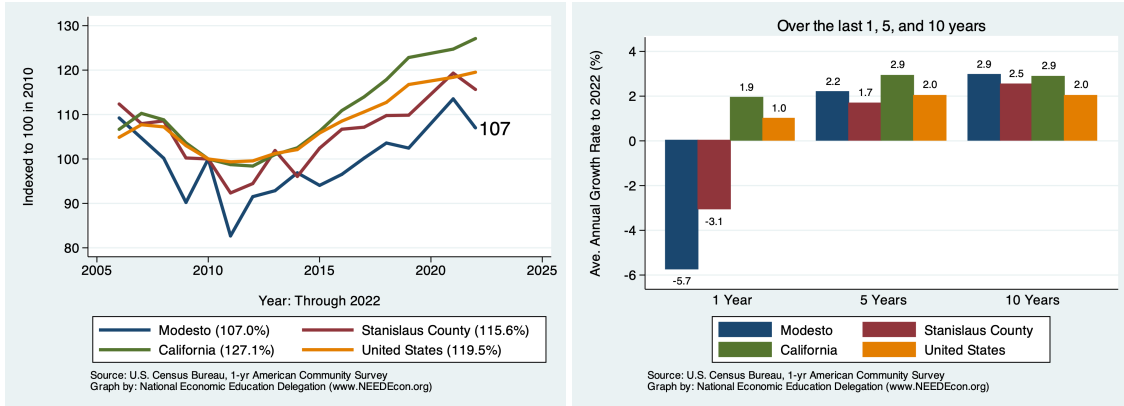 130
120
110
100
90
80
Indexed to 100 in 2010
107
2005
2010
2015
2020
2025
Year: Through 2022
Modesto (107.0%)
Stanislaus County (115.6%)
California (127.1%)
United States (119.5%)
Source: U.S. Census Bureau, 1-yr American Community Survey
Graph by: National Economic Education Delegation (www.NEEDEcon.org)
Over the last 1, 5, and 10 years
4
2
0
-2
-4
-6
Ave. Annual Growth Rate to 2022 (%)
-5.7
-3.1
1.9
1.0
2.2
1.7
2.9
2.0
2.9
2.5
2.9
2.0
1 Year
5 Years
10 Years
Modesto
Stanislaus County
California
United States
Source: U.S. Census Bureau, 1-yr American Community Survey
Graph by: National Economic Education Delegation (www.NEEDEcon.org)